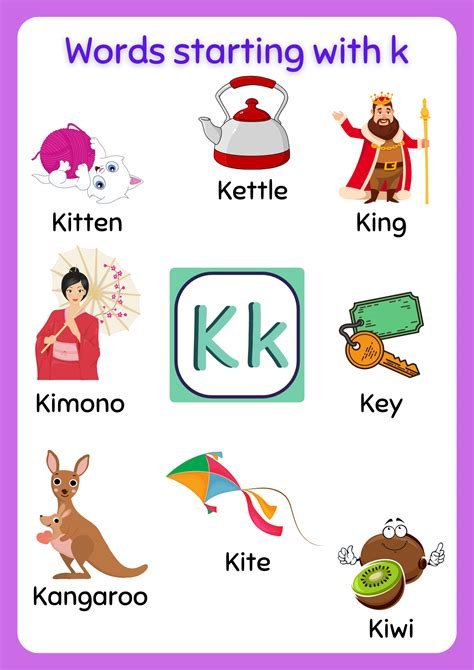 Words starting with k
Kitten
Kettle
King
Kimono
Kk
Key
Kangaroo
Kite
Kiwi